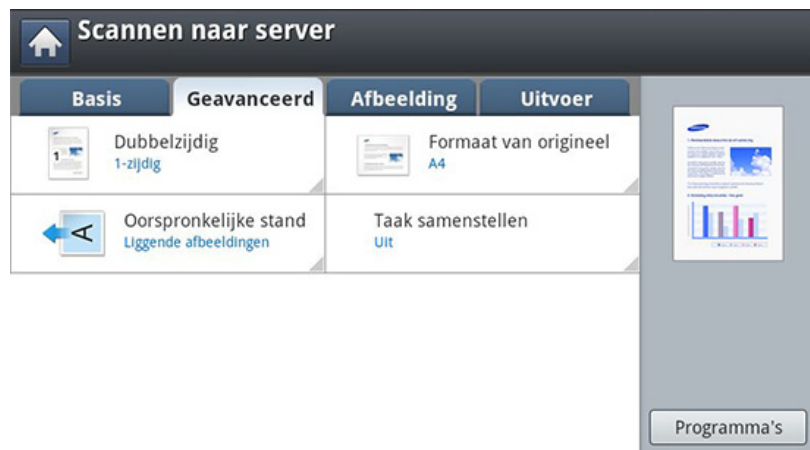 Scannen naar server
Basis
Geavanceerd
Afbeelding
Uitvoer
Dubbelzijdig
1-zijdig
Formaat van origineel
A4
Oorspronkelijke stand
Liggende afbeeldingen
Taak samenstellen
Uit
Programma's